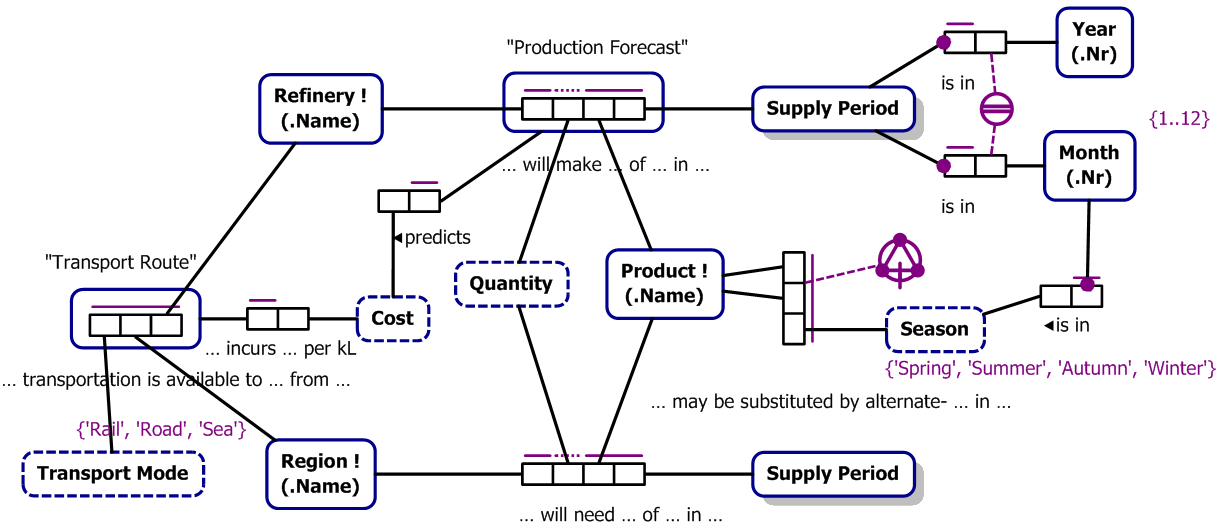 Year
(.Nr)
"Production Forecast"
is in
Refinery !
(.Name)
Supply Period
{1..12}
Month
(.Nr)
... will make ... of ... in ...
is in
◄predicts
"Transport Route"
Quantity
Product !
(.Name)
Cost
Season
◄is in
... incurs ... per kL
{'Spring', 'Summer', 'Autumn', 'Winter'}
... transportation is available to ... from ...
... may be substituted by alternate- ... in ...
{'Rail', 'Road', 'Sea'}
Transport Mode
Region !
(.Name)
Supply Period
... will need ... of ... in ...